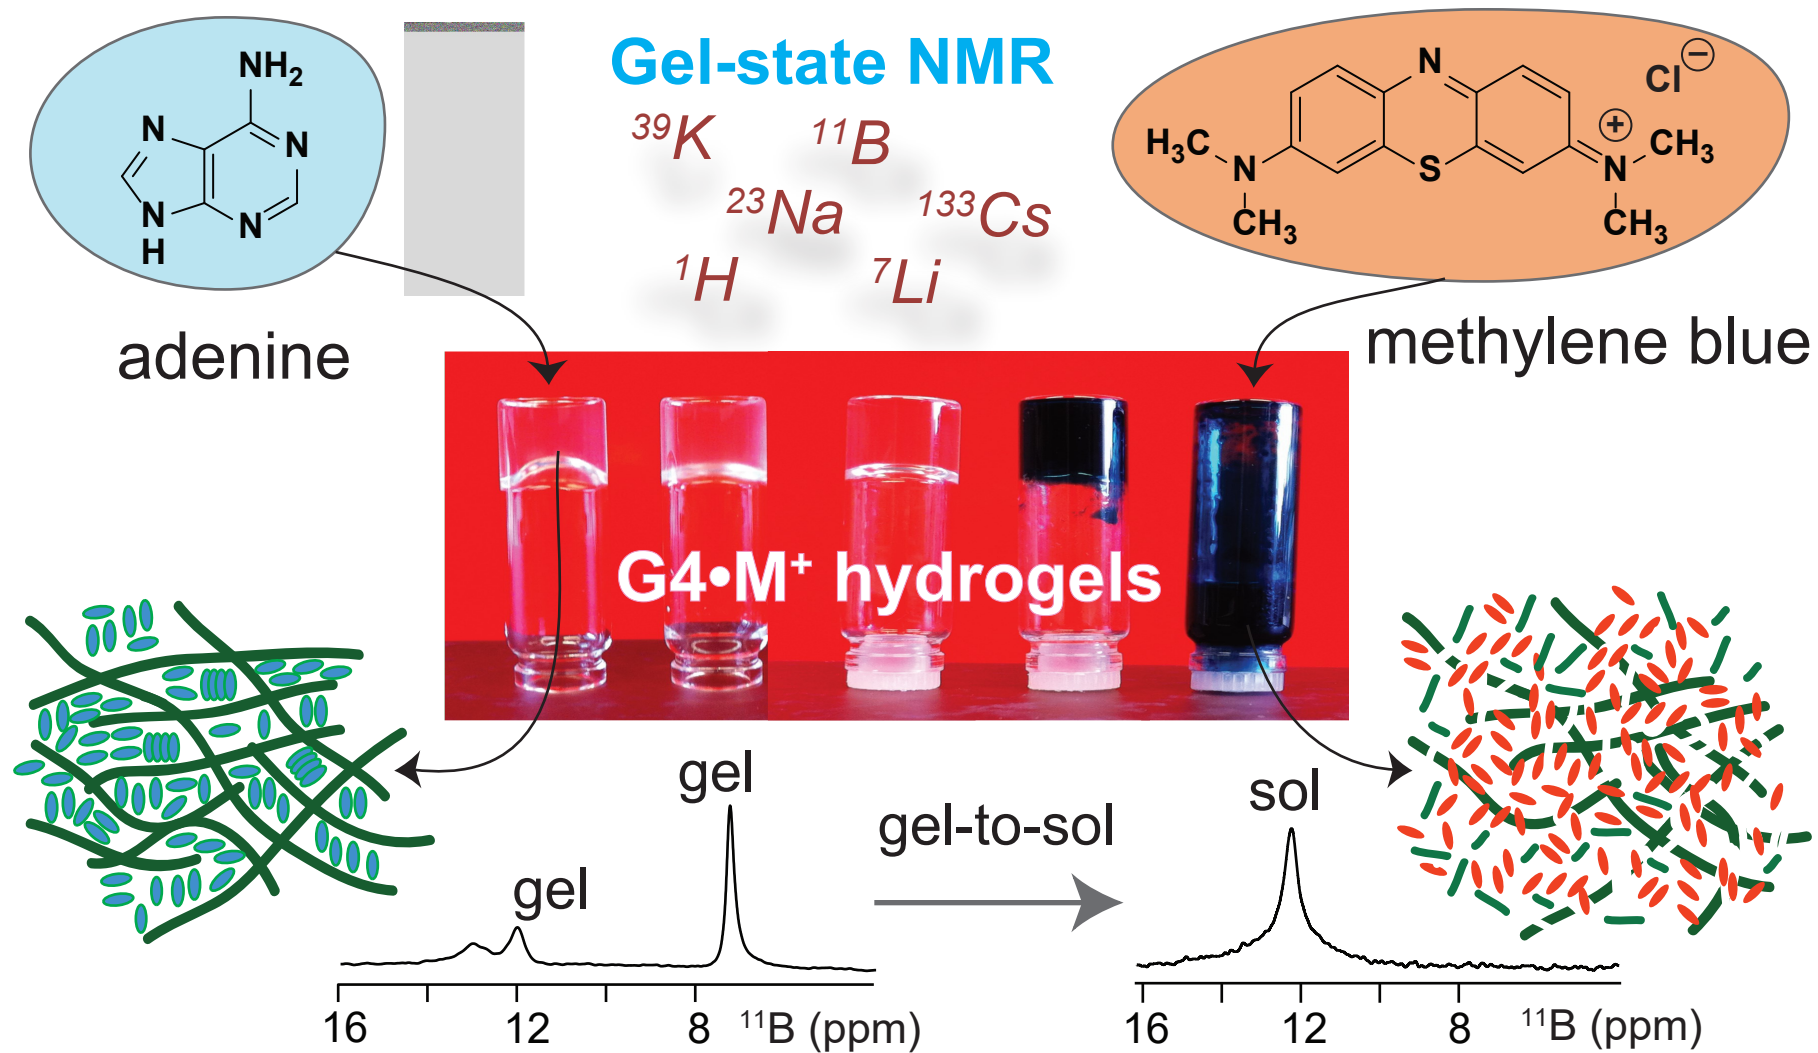 NH₂
N
N
N
N
H
adenine
Gel-state NMR
³⁹K
¹¹B
²³Na
¹³³Cs
¹H
⁷Li
N
Cl⊖
H₃C
N
CH₃
S
⊕
N
CH₃
CH₃
methylene blue
G4•M⁺ hydrogels
gel
gel
gel-to-sol
sol
16
12
8
¹¹B (ppm)
16
12
8
¹¹B (ppm)